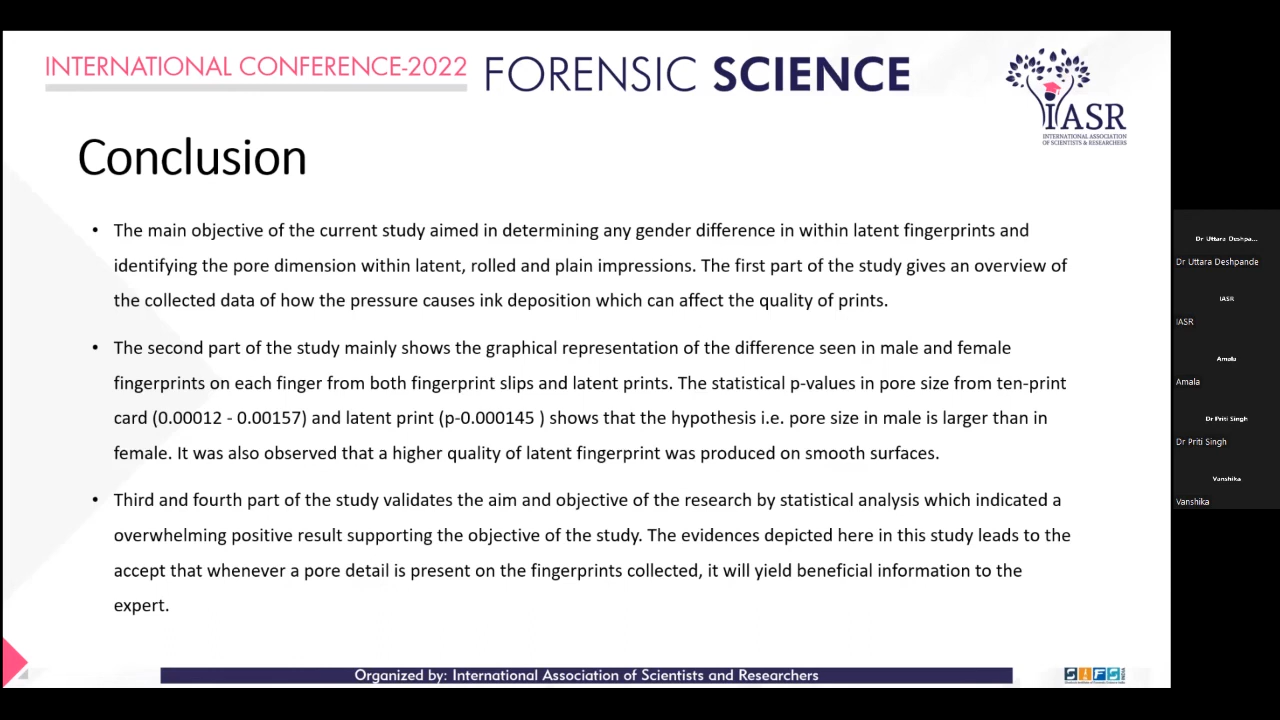 INTERNATIONAL CONFERENCE-2022 FORENSIC SCIENCE
IASR
INTERNATIONAL ASSOCIATION
OF SCIENTISTS & RESEARCHERS
Conclusion
• The main objective of the current study aimed in determining any gender difference in within latent fingerprints and
identifying the pore dimension within latent, rolled and plain impressions. The first part of the study gives an overview of
the collected data of how the pressure causes ink deposition which can affect the quality of prints.
• The second part of the study mainly shows the graphical representation of the difference seen in male and female
fingerprints on each finger from both fingerprint slips and latent prints. The statistical p-values in pore size from ten-print
card (0.00012 - 0.00157) and latent print (p-0.000145 ) shows that the hypothesis i.e. pore size in male is larger than in
female. It was also observed that a higher quality of latent fingerprint was produced on smooth surfaces.
• Third and fourth part of the study validates the aim and objective of the research by statistical analysis which indicated a
overwhelming positive result supporting the objective of the study. The evidences depicted here in this study leads to the
accept that whenever a pore detail is present on the fingerprints collected, it will yield beneficial information to the
expert.
Organized by: International Association of Scientists and Researchers
SIFS
Dr Uttara Deshpa...
Dr Uttara Deshpande
IASR
IASR
Amala
Amala
Dr Priti Singh
Dr Priti Singh
Vanshika
Vanshika